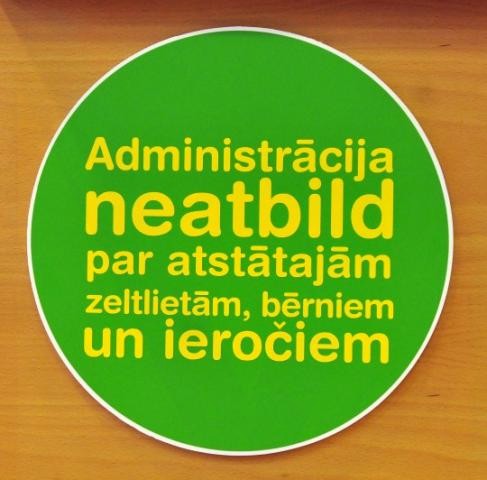 Administrācija
neatbild
par atstātajām
zeltlietām, bērniem
un ieročiem